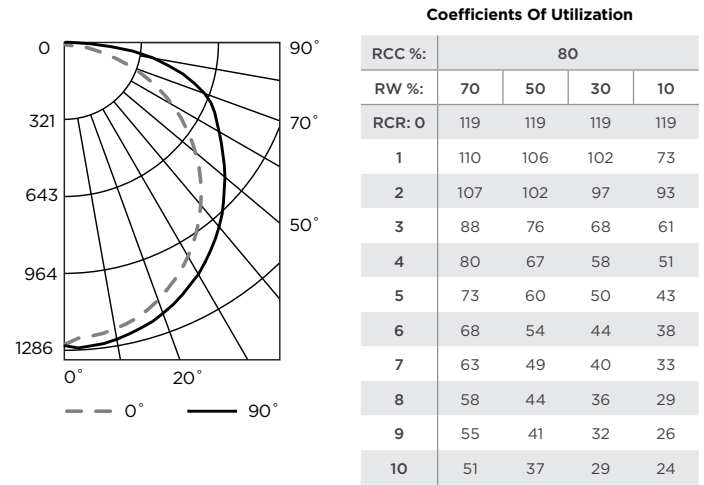 0
321
643
964
1286
90°
70°
50°
0°
20°
0°
90°
Coefficients Of Utilization
RCC %: 80
RW %: 70 50 30 10
RCR: 0 119 119 119 119
1 110 106 102 73
2 107 102 97 93
3 88 76 68 61
4 80 67 58 51
5 73 60 50 43
6 68 54 44 38
7 63 49 40 33
8 58 44 36 29
9 55 41 32 26
10 51 37 29 24